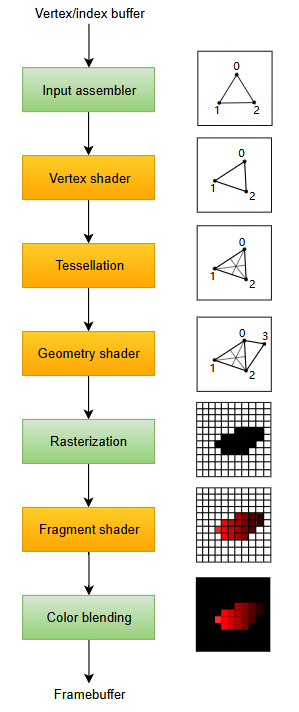 Vertex/index buffer
Input assembler
0
1 2
Vertex shader
0
1
2
Tessellation
0
1
2
Geometry shader
0 3
1
2
Rasterization
Fragment shader
Color blending
Framebuffer